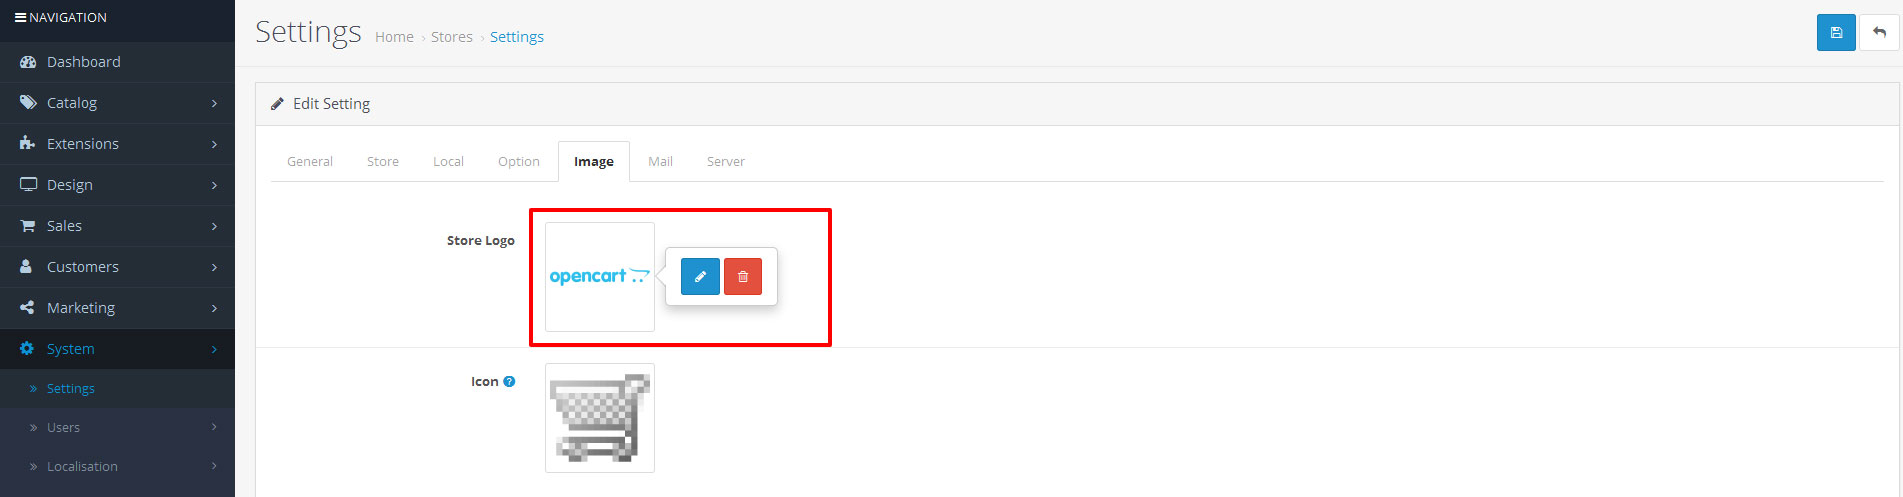 NAVIGATION
Dashboard
Catalog
Extensions
Design
Sales
Customers
Marketing
System
» Settings
» Users
» Localisation
Settings Home › Stores › Settings
Edit Setting
General Store Local Option Image Mail Server
Store Logo
opencart
Icon ?